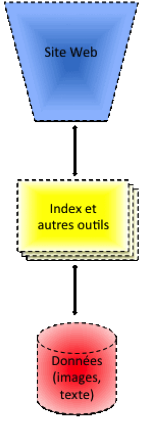 Site Web
Index et
autres outils
Données
(images,
texte)